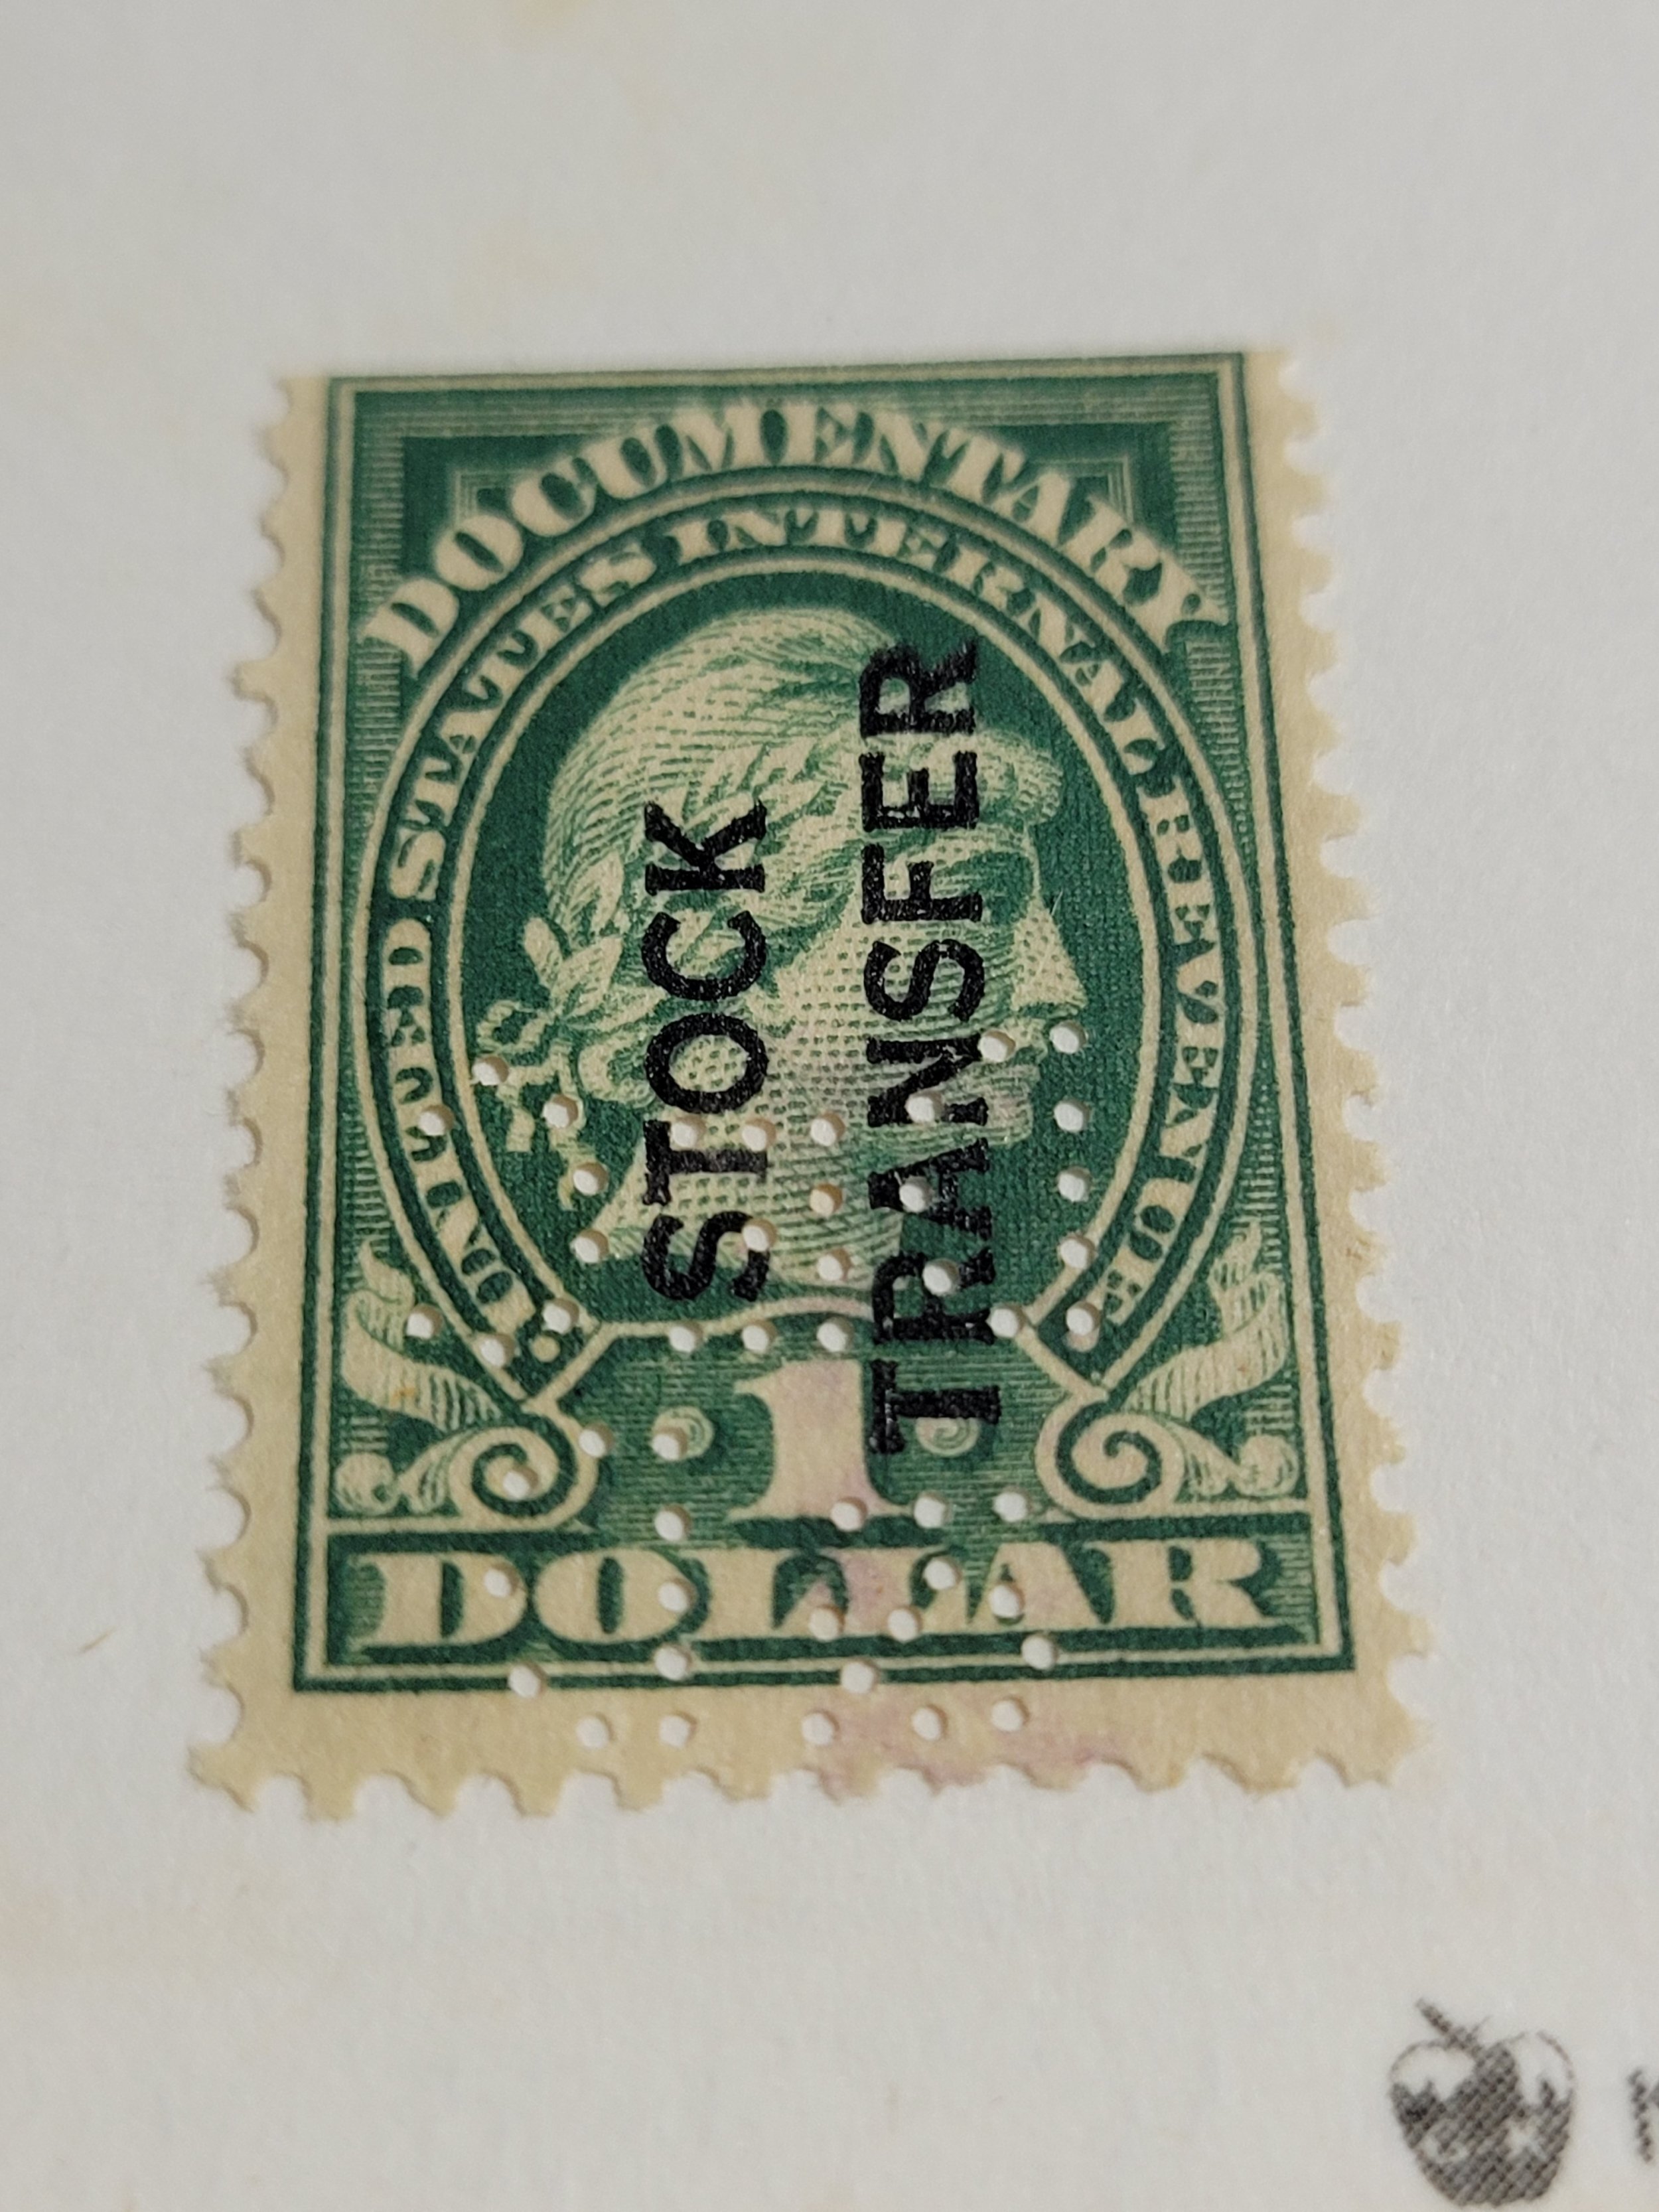 DOCUMENTARY
UNITED STATES INTERNAL REVENUE
STOCK
TRANSFER
1
DOLLAR